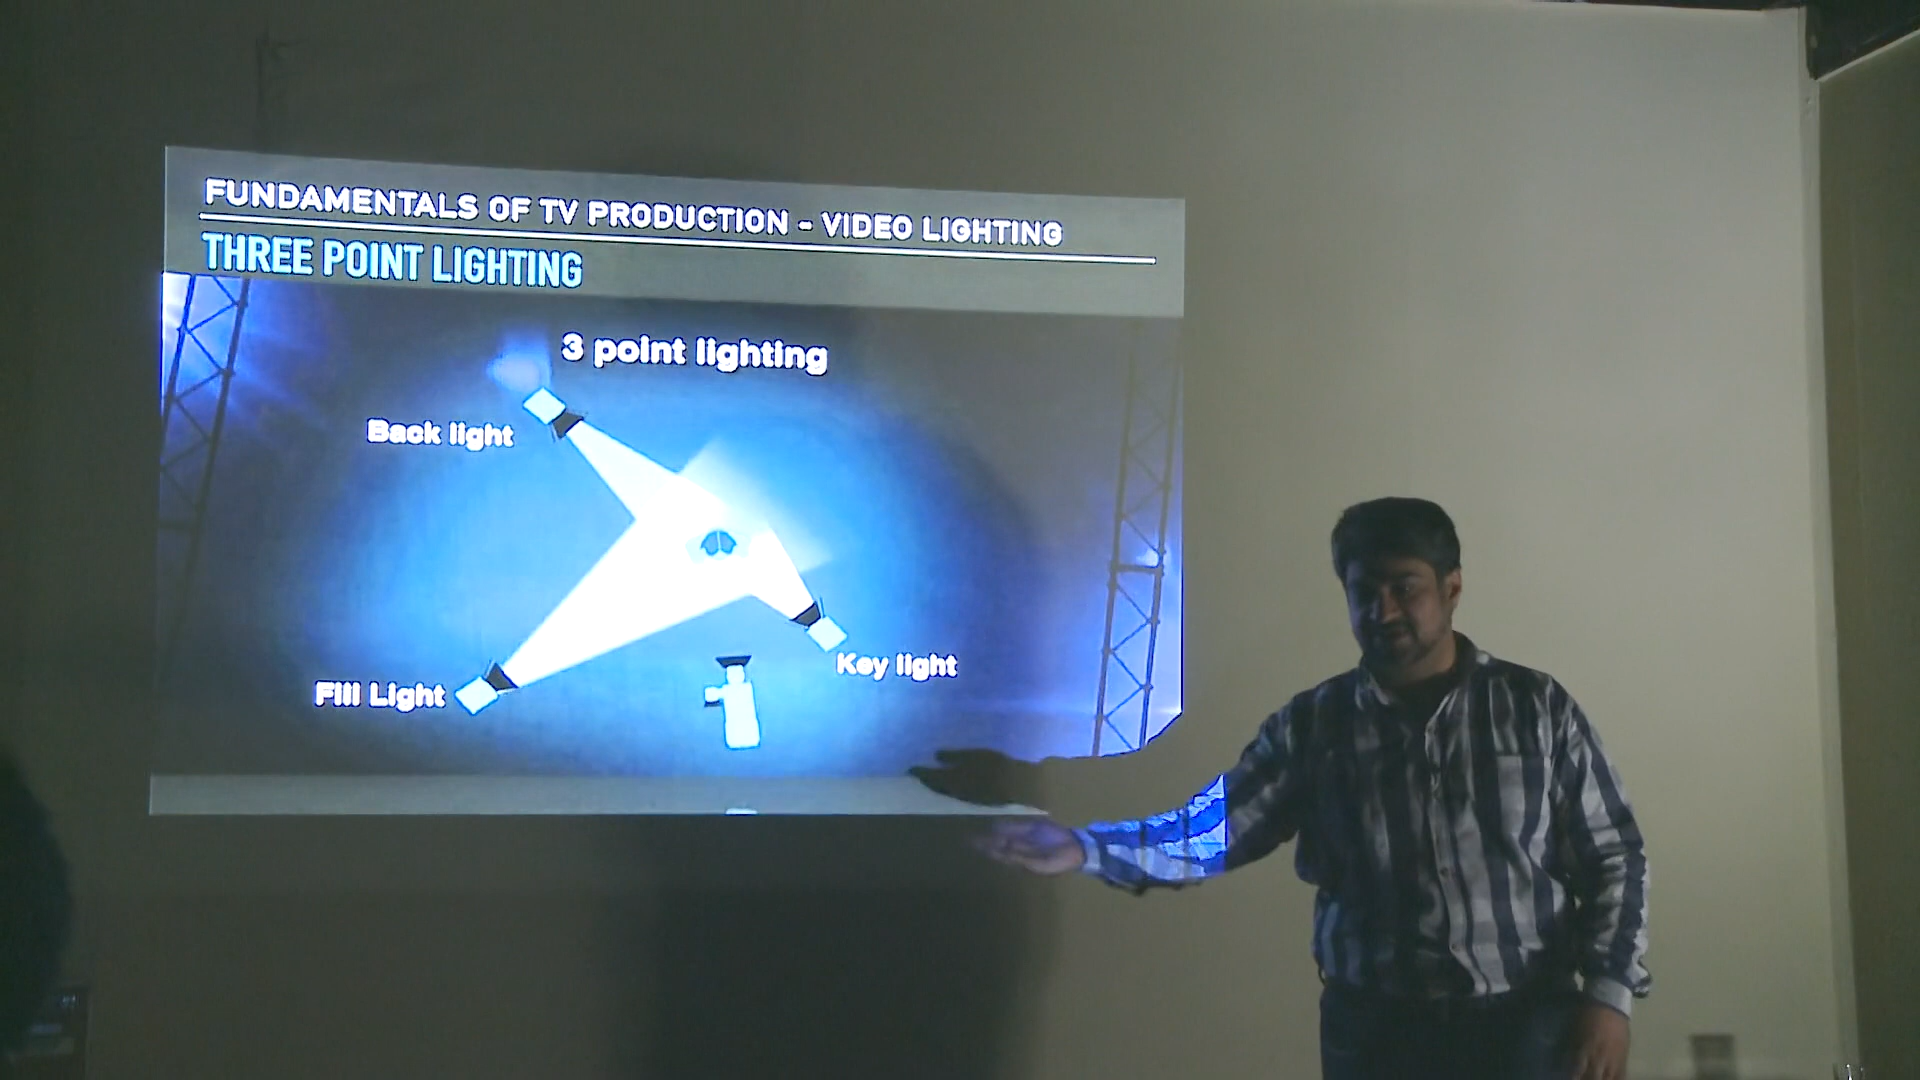 FUNDAMENTALS OF TV PRODUCTION - VIDEO LIGHTING
THREE POINT LIGHTING
3 point lighting
Back light
Key light
Fill Light